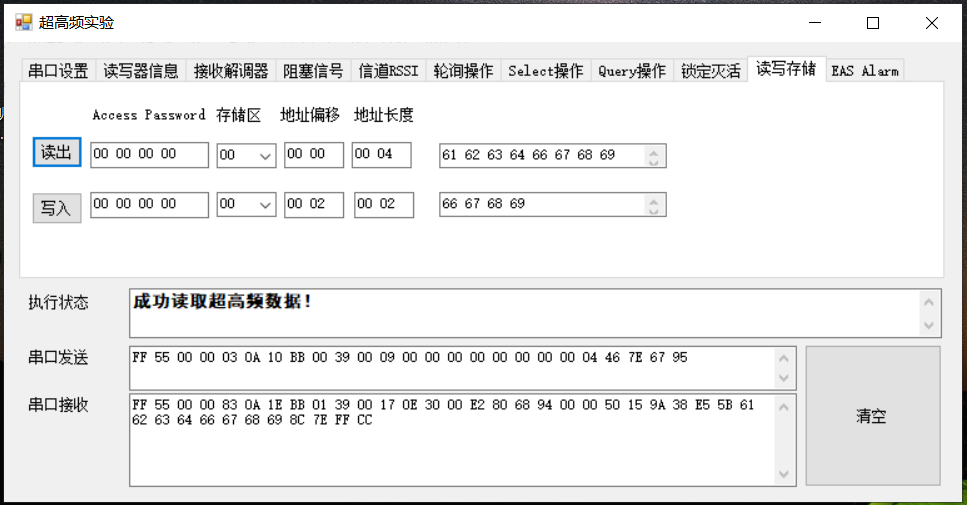 超高频实验
串口设置 读写器信息 接收解调器 阻塞信号 信道RSSI 轮询操作 Select操作 Query操作 锁定灭活 读写存储 EAS Alarm
Access Password 存储区 地址偏移 地址长度
读出 00 00 00 00 00 00 00 00 04 61 62 63 64 66 67 68 69
写入 00 00 00 00 00 00 02 00 02 66 67 68 69
执行状态 成功读取超高频数据!
串口发送 FF 55 00 00 03 0A 10 BB 00 39 00 09 00 00 00 00 00 00 00 00 04 46 7E 67 95
串口接收 FF 55 00 00 83 0A 1E BB 01 39 00 17 0E 30 00 E2 80 68 94 00 00 50 15 9A 38 E5 5B 61
62 63 64 66 67 68 69 8C 7E FF CC
清空